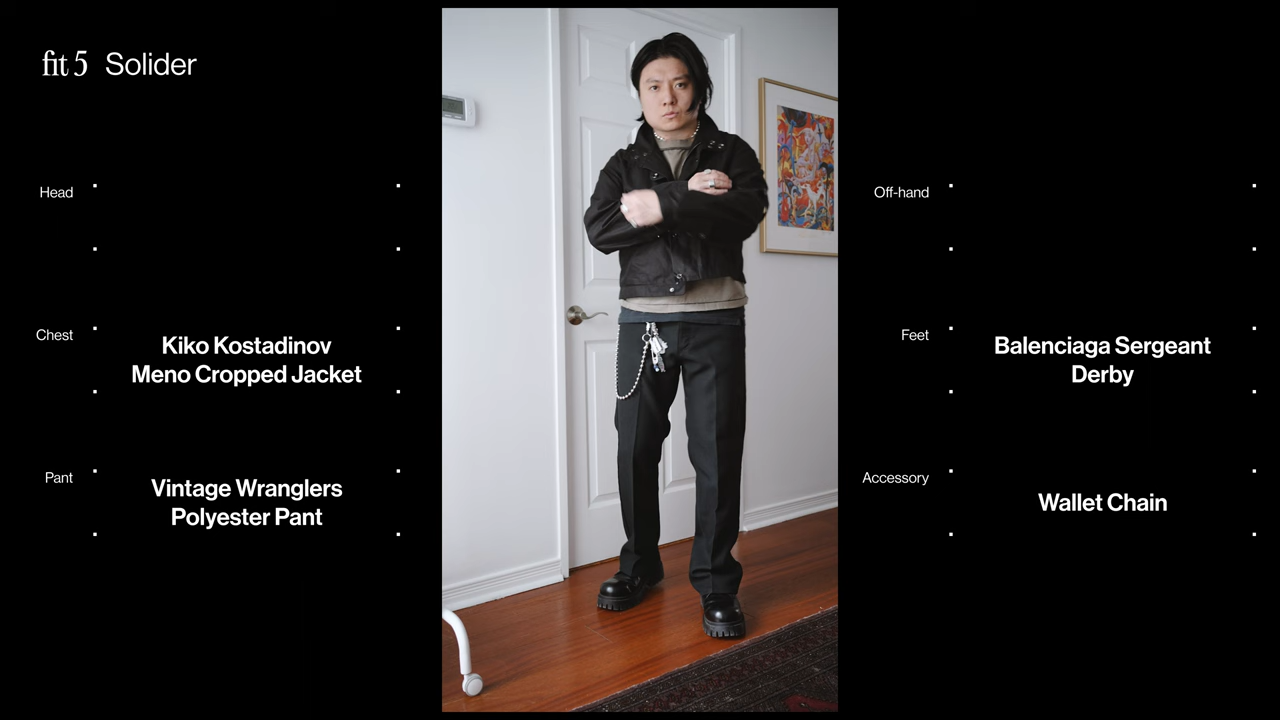 fit 5 Solider
Head
Chest
Kiko Kostadinov
Meno Cropped Jacket
Pant
Vintage Wranglers
Polyester Pant
Off-hand
Feet
Balenciaga Sergeant
Derby
Accessory
Wallet Chain